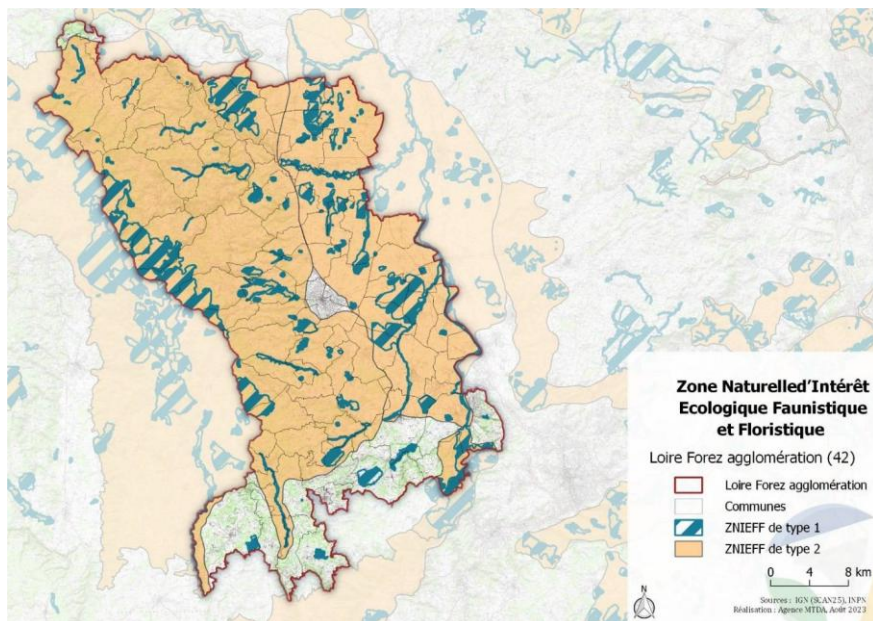 Zone Naturelled'Intérêt
Ecologique Faunistique
et Floristique
Loire Forez agglomération (42)
Loire Forez agglomération
Communes
ZNIEFF de type 1
ZNIEFF de type 2
0 4 8 km
N
Sources : IGN (SCAN25), INPN
Réalisation : Agence MTDA, Août 2023